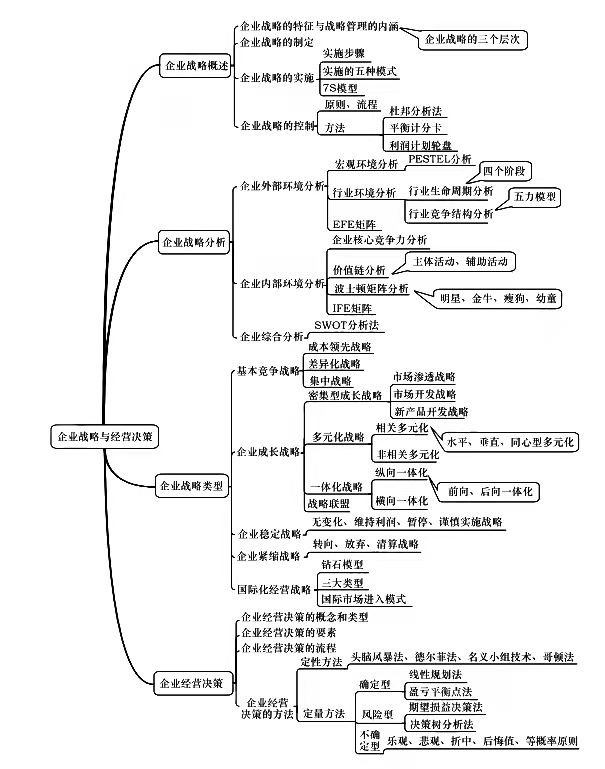 企业战略与经营决策
企业战略概述
企业战略的特征与战略管理的内涵
企业战略的三个层次
企业战略的制定
企业战略的实施
实施步骤
实施的五种模式
7S模型
企业战略的控制
原则、流程
方法
杜邦分析法
平衡计分卡
利润计划轮盘
企业战略分析
企业外部环境分析
宏观环境分析
PESTEL分析
行业环境分析
四个阶段
行业生命周期分析
五力模型
行业竞争结构分析
EFE矩阵
企业内部环境分析
企业核心竞争力分析
价值链分析
主体活动、辅助活动
波士顿矩阵分析
明星、金牛、瘦狗、幼童
IFE矩阵
企业综合分析
SWOT分析法
企业战略类型
基本竞争战略
成本领先战略
差异化战略
集中战略
企业成长战略
密集型成长战略
市场渗透战略
市场开发战略
新产品开发战略
多元化战略
相关多元化
水平、垂直、同心型多元化
非相关多元化
一体化战略
纵向一体化
前向、后向一体化
横向一体化
战略联盟
企业稳定战略
无变化、维持利润、暂停、谨慎实施战略
企业紧缩战略
转向、放弃、清算战略
国际化经营战略
钻石模型
三大类型
国际市场进入模式
企业经营决策
企业经营决策的概念和类型
企业经营决策的要素
企业经营决策的流程
企业经营
决策的方法
定性方法
头脑风暴法、德尔菲法、名义小组技术、哥顿法
定量方法
确定型
线性规划法
盈亏平衡点法
风险型
期望损益决策法
决策树分析法
不确
定型
乐观、悲观、折中、后悔值、等概率原则